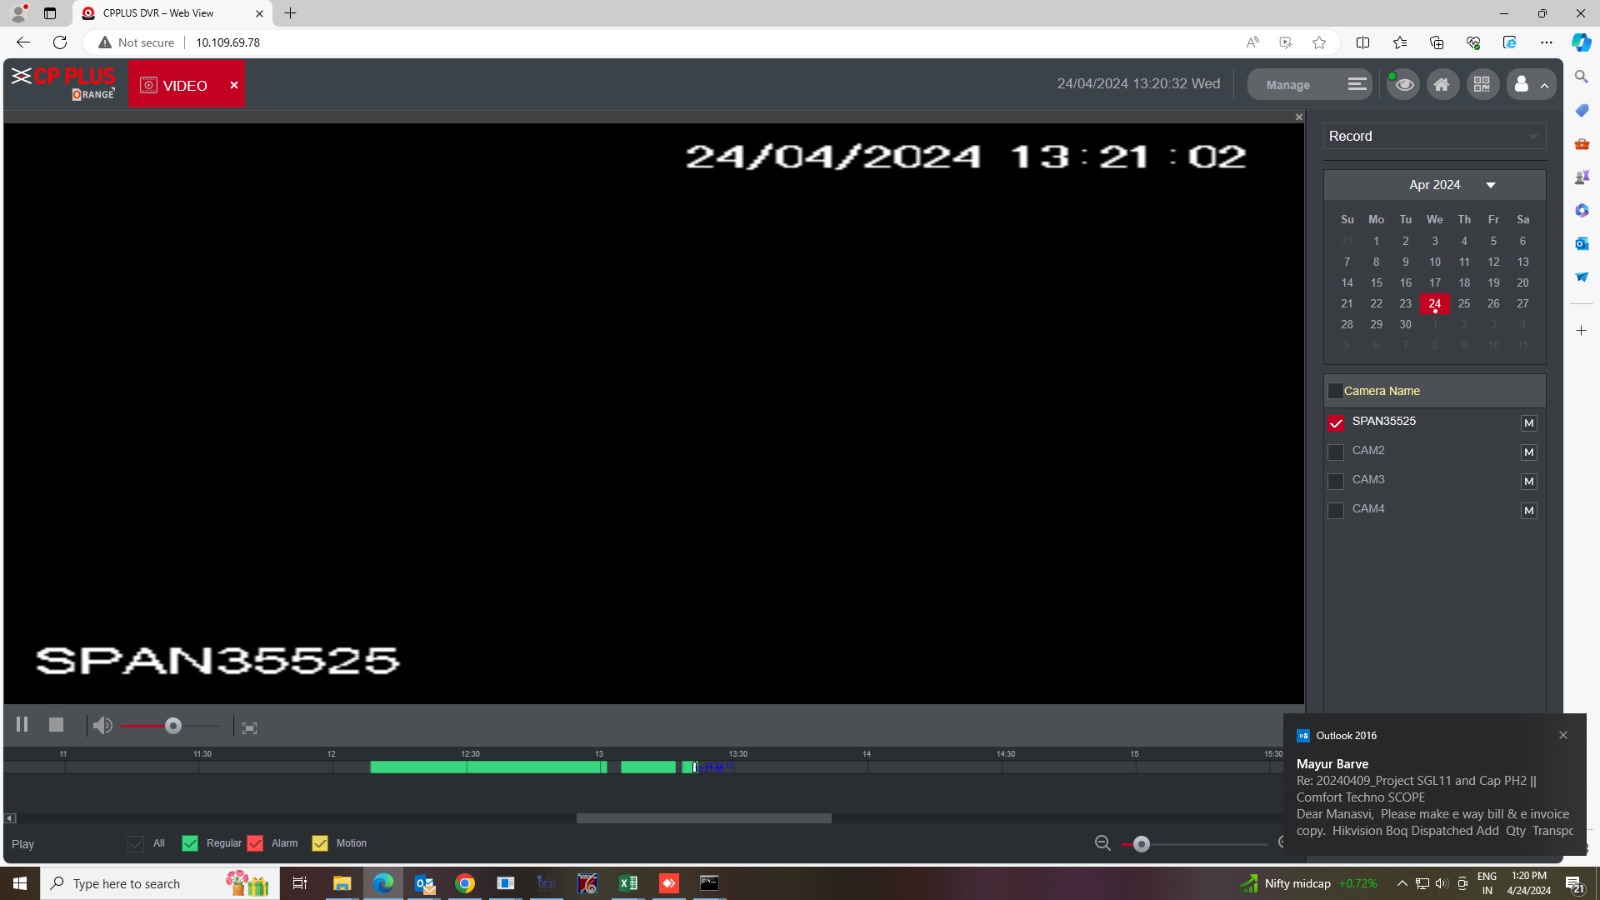 CPPLUS DVR – Web View
Not secure
10.109.69.78
CP PLUS
ORANGE
VIDEO
24/04/2024 13:20:32 Wed
Manage
24/04/2024 13:21:02
SPAN35525
Record
Apr 2024
Su Mo Tu We Th Fr Sa
31 1 2 3 4 5 6
7 8 9 10 11 12 13
14 15 16 17 18 19 20
21 22 23 24 25 26 27
28 29 30 1 2 3 4
5 6 7 8 9 10 11
Camera Name
SPAN35525 M
CAM2 M
CAM3 M
CAM4 M
11 11:30 12 12:30 13 13:30 14 14:30 15 15:30
Play
All
Regular
Alarm
Motion
Outlook 2016
Mayur Barve
Re: 20240409_Project SGL11 and Cap PH2 ||
Comfort Techno SCOPE
Dear Manasvi, Please make e way bill & e invoice
copy. Hikvision Boq Dispatched Add Qty Transpo
Type here to search
Nifty midcap +0.72%
ENG
IN
1:20 PM
4/24/2024
21